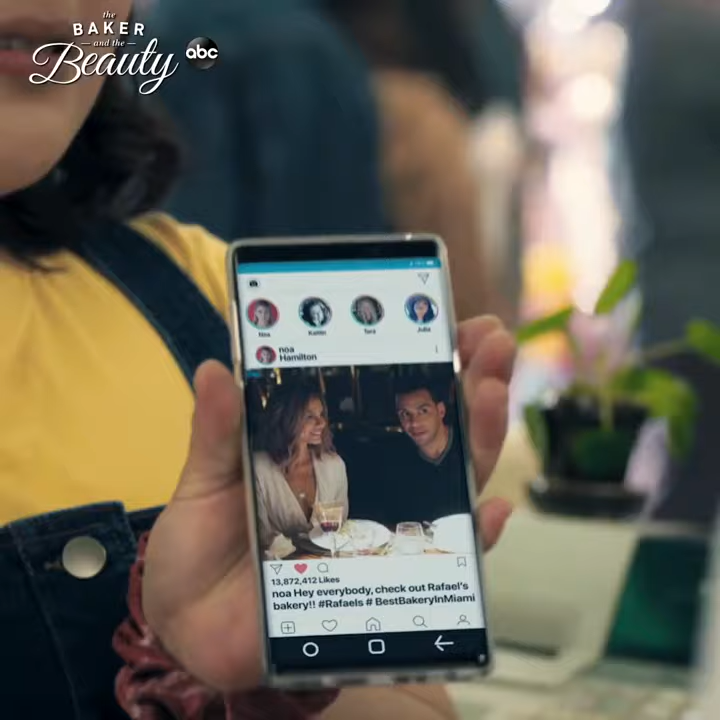 the
BAKER
and the
Beauty abc
Noa Kaitlin Tara Julia
noa
Hamilton
13,872,412 Likes
noa Hey everybody, check out Rafael's
bakery!! #Rafaels # BestBakeryInMiami